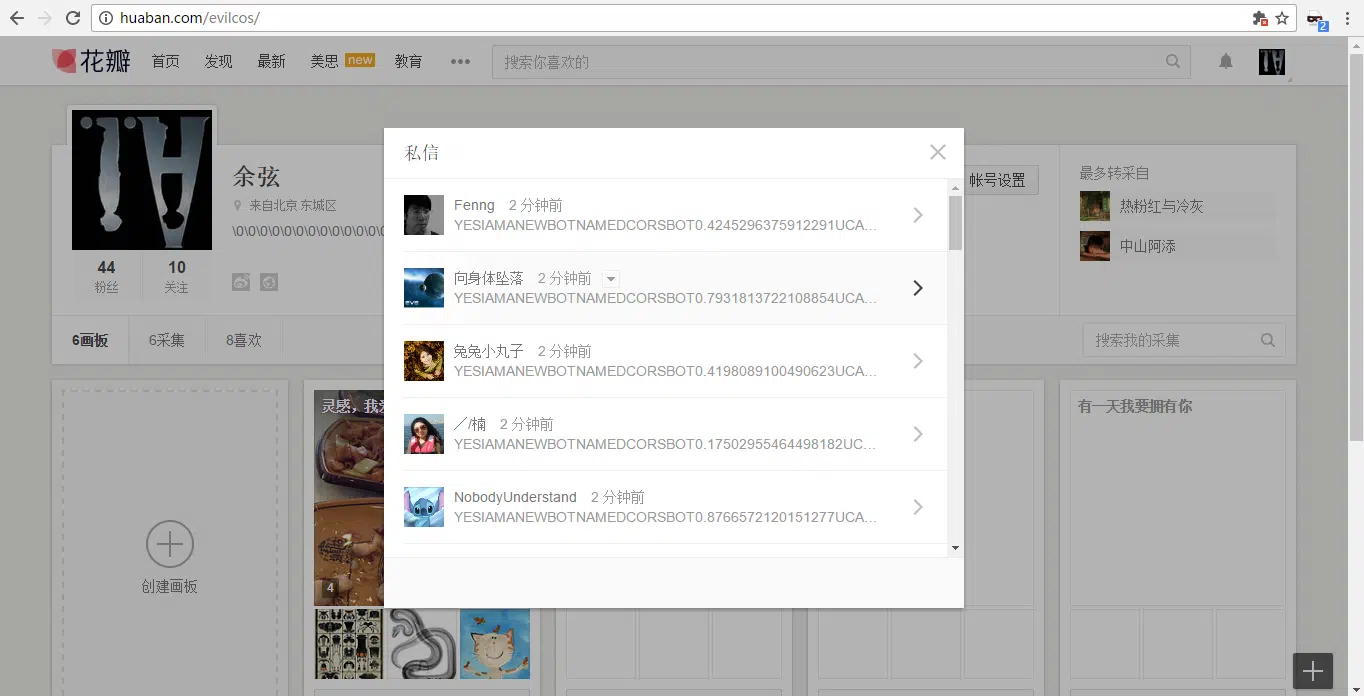 huaban.com/evilcos/
2
花瓣 首页 发现 最新 美思 new 教育 ••• 搜索你喜欢的
余弦
来自北京 东城区
\0\0\0\0\0\0\0\0\0\0\0\0\0
44 10
粉丝 关注
帐号设置
最多转采自
热粉红与冷灰
中山阿添
6画板 6采集 8喜欢
搜索我的采集
私信
Fenng 2 分钟前
YESIAMANEWBOTNAMEDCORSBOT0.4245296375912291UCA...
向身体坠落 2 分钟前
YESIAMANEWBOTNAMEDCORSBOT0.7931813722108854UCA...
兔兔小丸子 2 分钟前
YESIAMANEWBOTNAMEDCORSBOT0.4198089100490623UCA...
／/楠 2 分钟前
YESIAMANEWBOTNAMEDCORSBOT0.17502955464498182UC...
NobodyUnderstand 2 分钟前
YESIAMANEWBOTNAMEDCORSBOT0.8766572120151277UCA...
创建画板
灵感，我爱
4
有一天我要拥有你